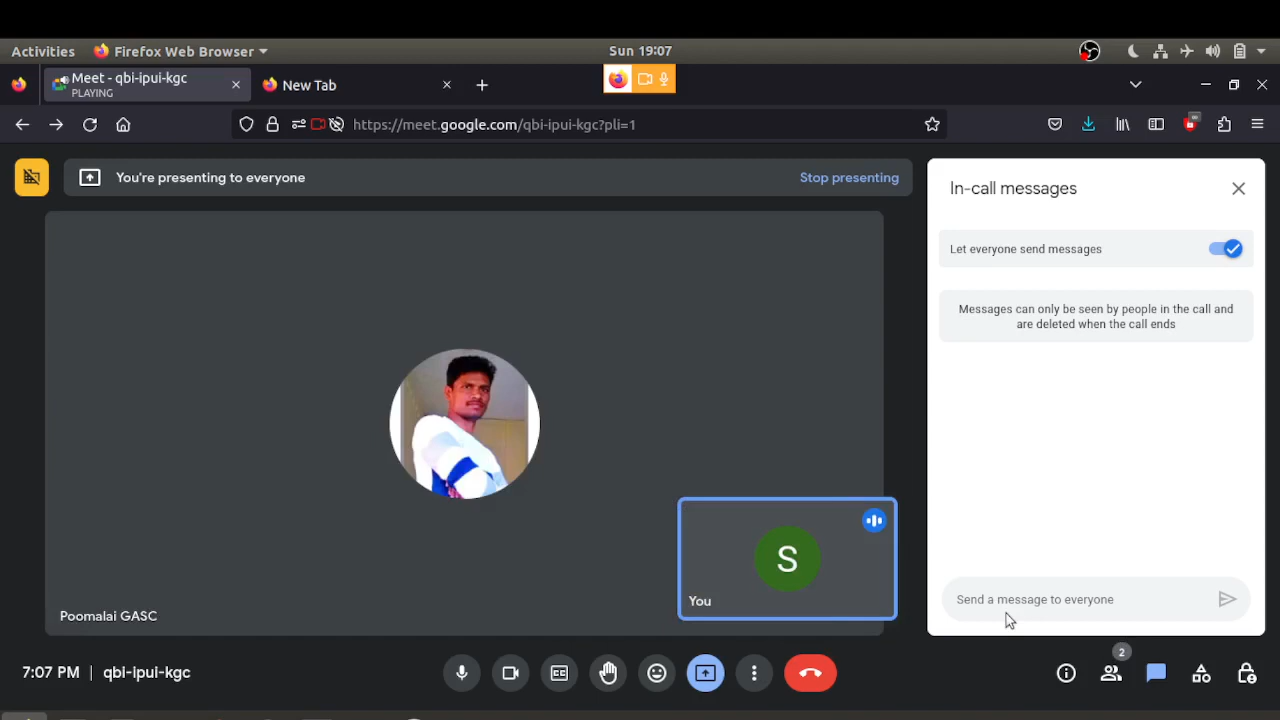 Activities
Firefox Web Browser
Sun 19:07
Meet - qbi-ipui-kgc
PLAYING
New Tab
https://meet.google.com/qbi-ipui-kgc?pli=1
You're presenting to everyone
Stop presenting
In-call messages
Let everyone send messages
Messages can only be seen by people in the call and
are deleted when the call ends
S
You
Poomalai GASC
Send a message to everyone
7:07 PM | qbi-ipui-kgc
CC
2